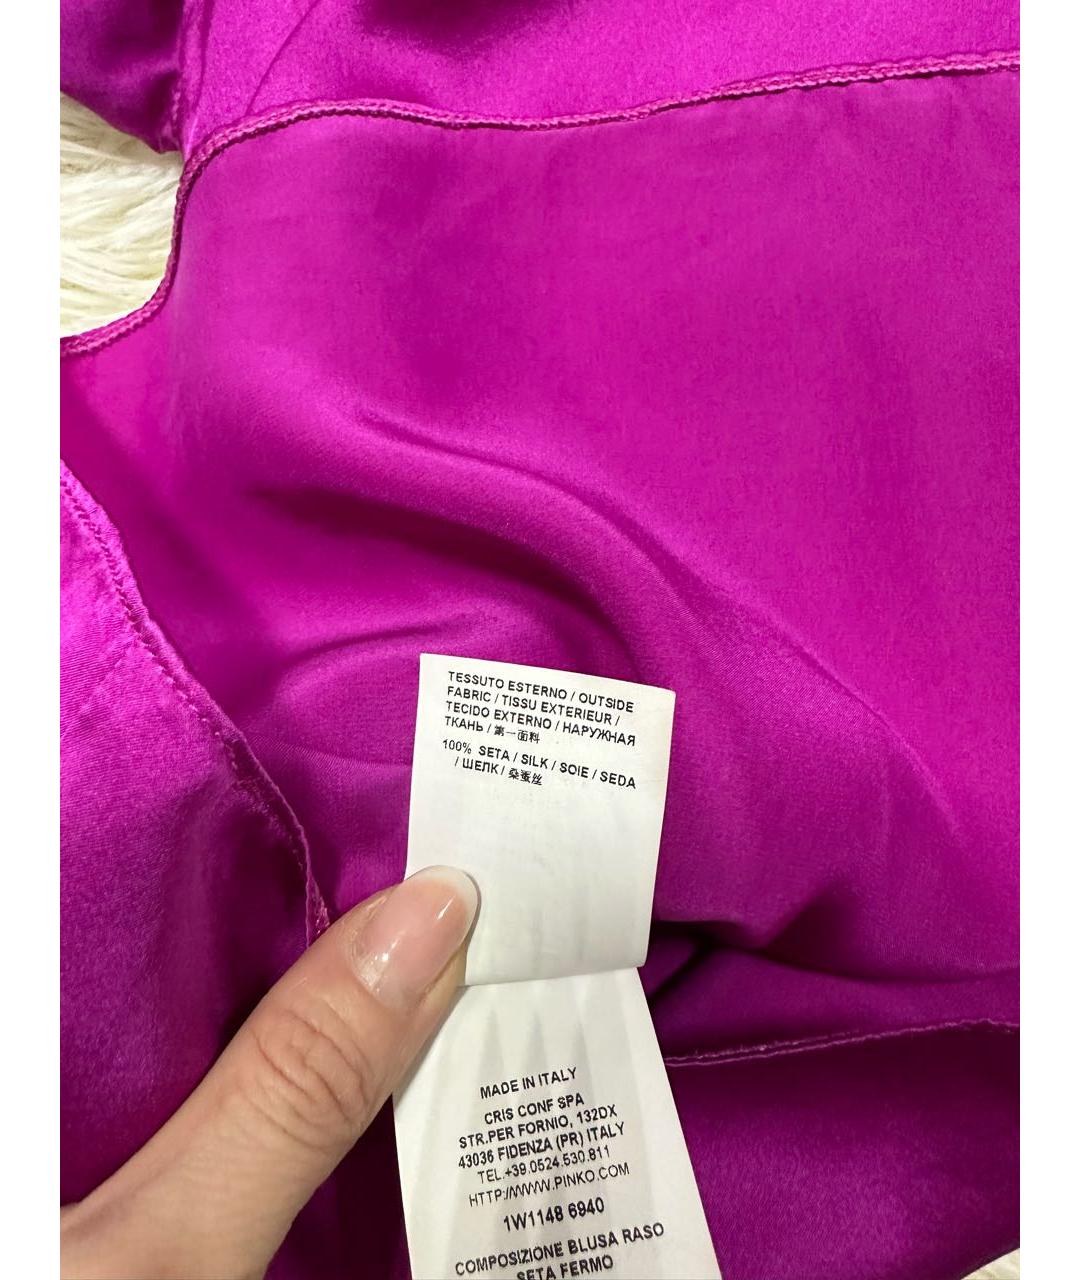 TESSUTO ESTERNO / OUTSIDE
FABRIC / TISSU EXTERIEUR /
TECIDO EXTERNO / НАРУЖНАЯ
ТКАНЬ / 第一面料
100% SETA / SILK / SOIE / SEDA
/ ШЕЛК / 桑蚕丝
MADE IN ITALY
CRIS CONF SPA
STR.PER FORNIO, 132DX
43036 FIDENZA (PR) ITALY
TEL.+39.0524.530.811
HTTP://WWW.PINKO.COM
1W1148 6940
COMPOSIZIONE BLUSA RASO
SETA FERMO